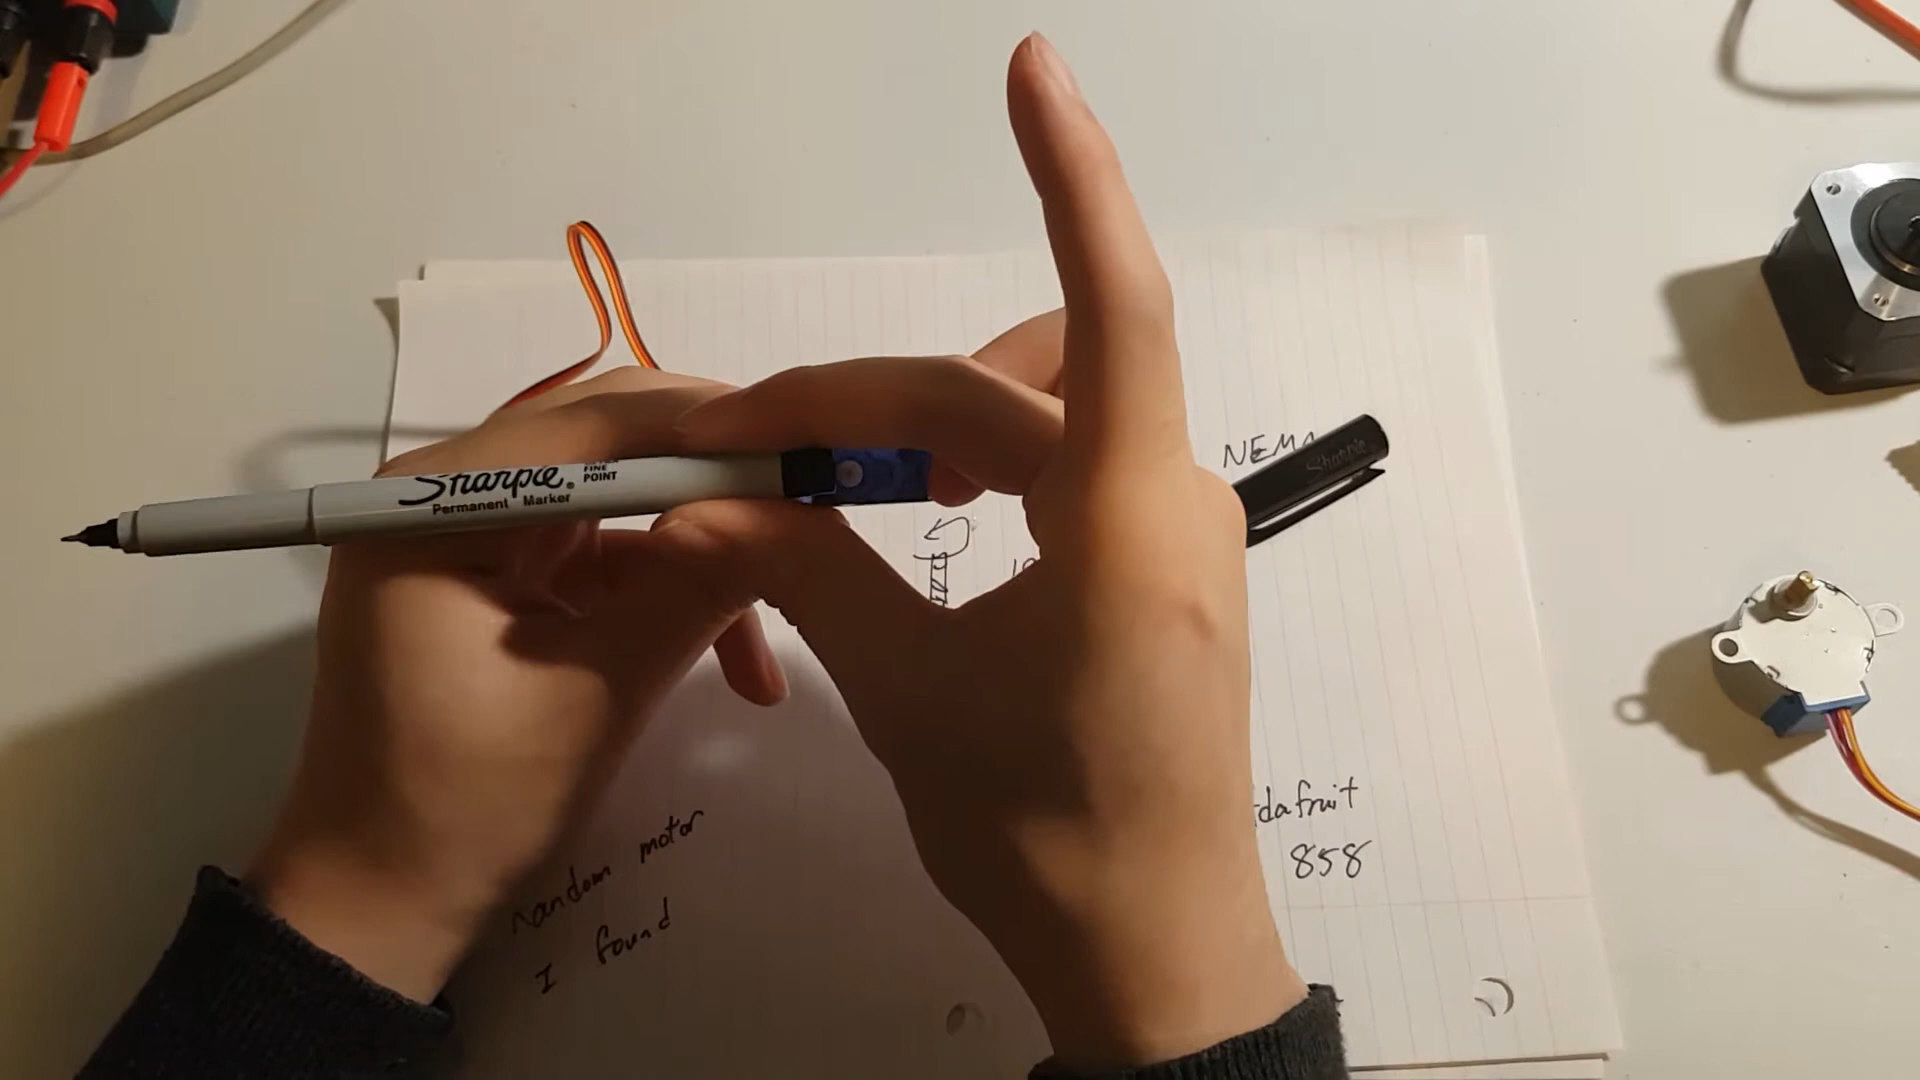 Sharpie
FINE
POINT
Permanent Marker
NEMA
Sharpie
dafruit
858
random motor
I found